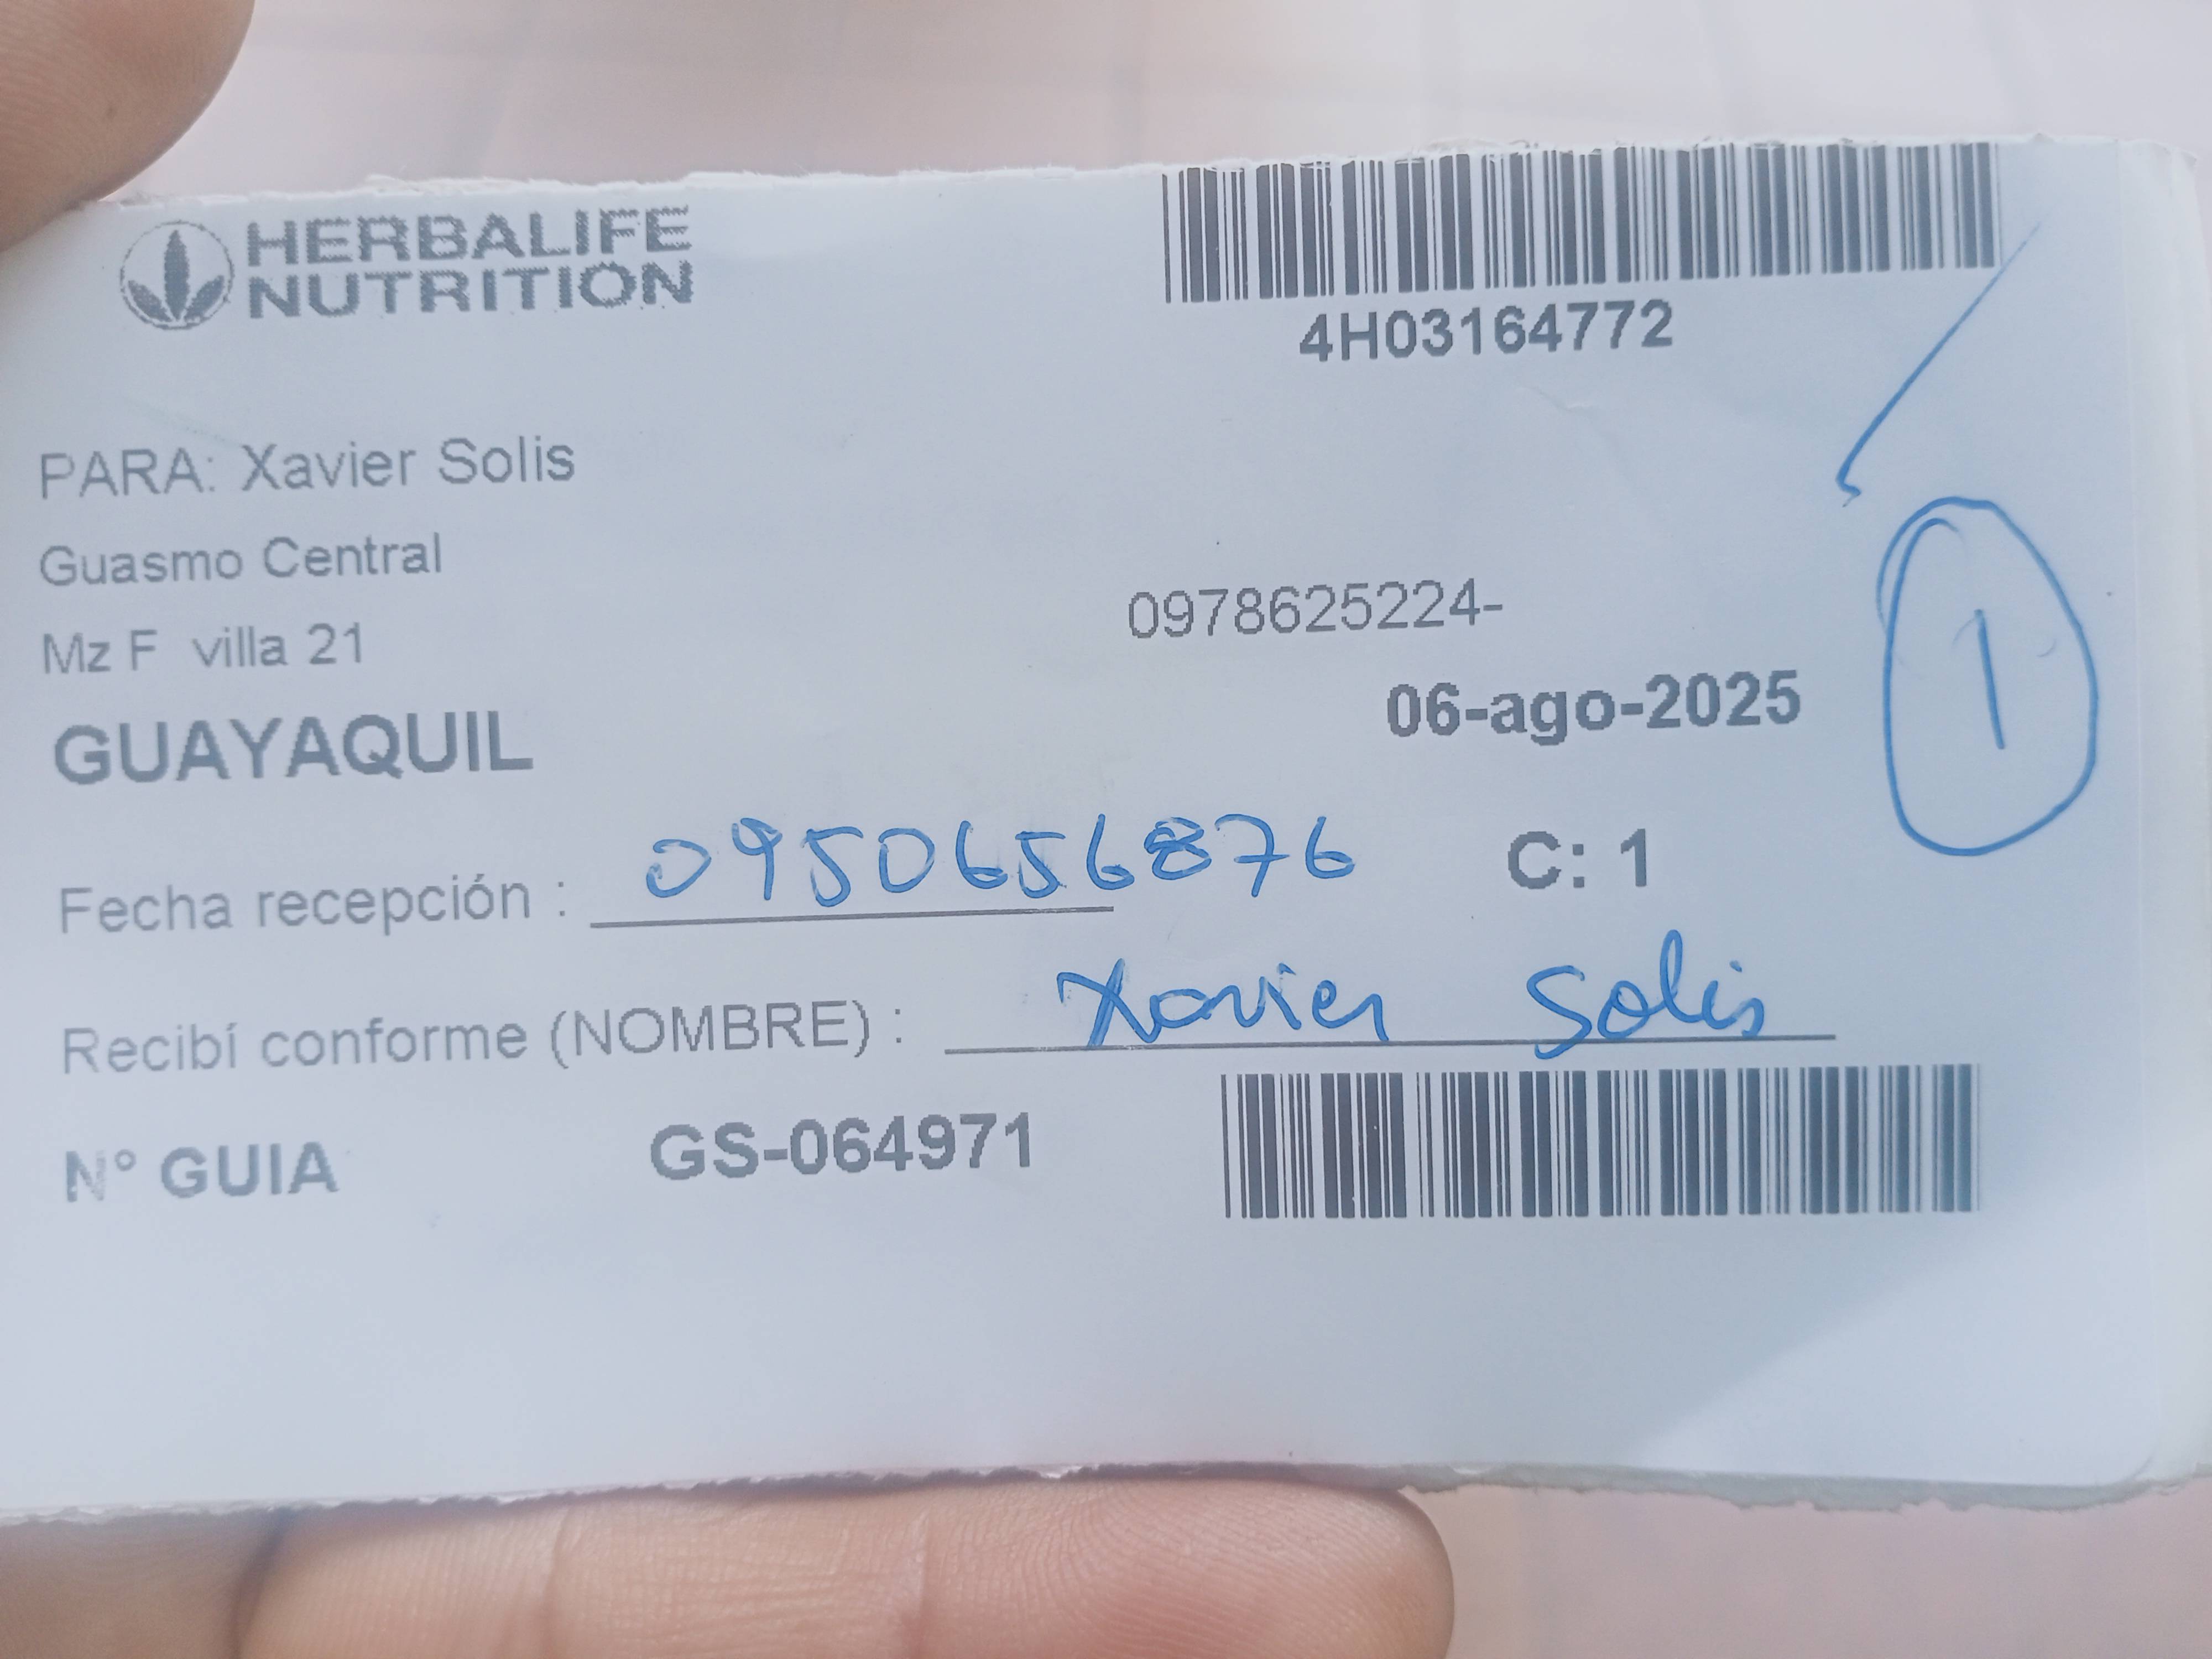 HERBALIFE
NUTRITION
4H03164772
PARA: Xavier Solis
Guasmo Central
Mz F villa 21
0978625224-
GUAYAQUIL
06-ago-2025
1
Fecha recepción : 0950656876
C: 1
Recibí conforme (NOMBRE) : Xavier Solis
N° GUIA GS-064971